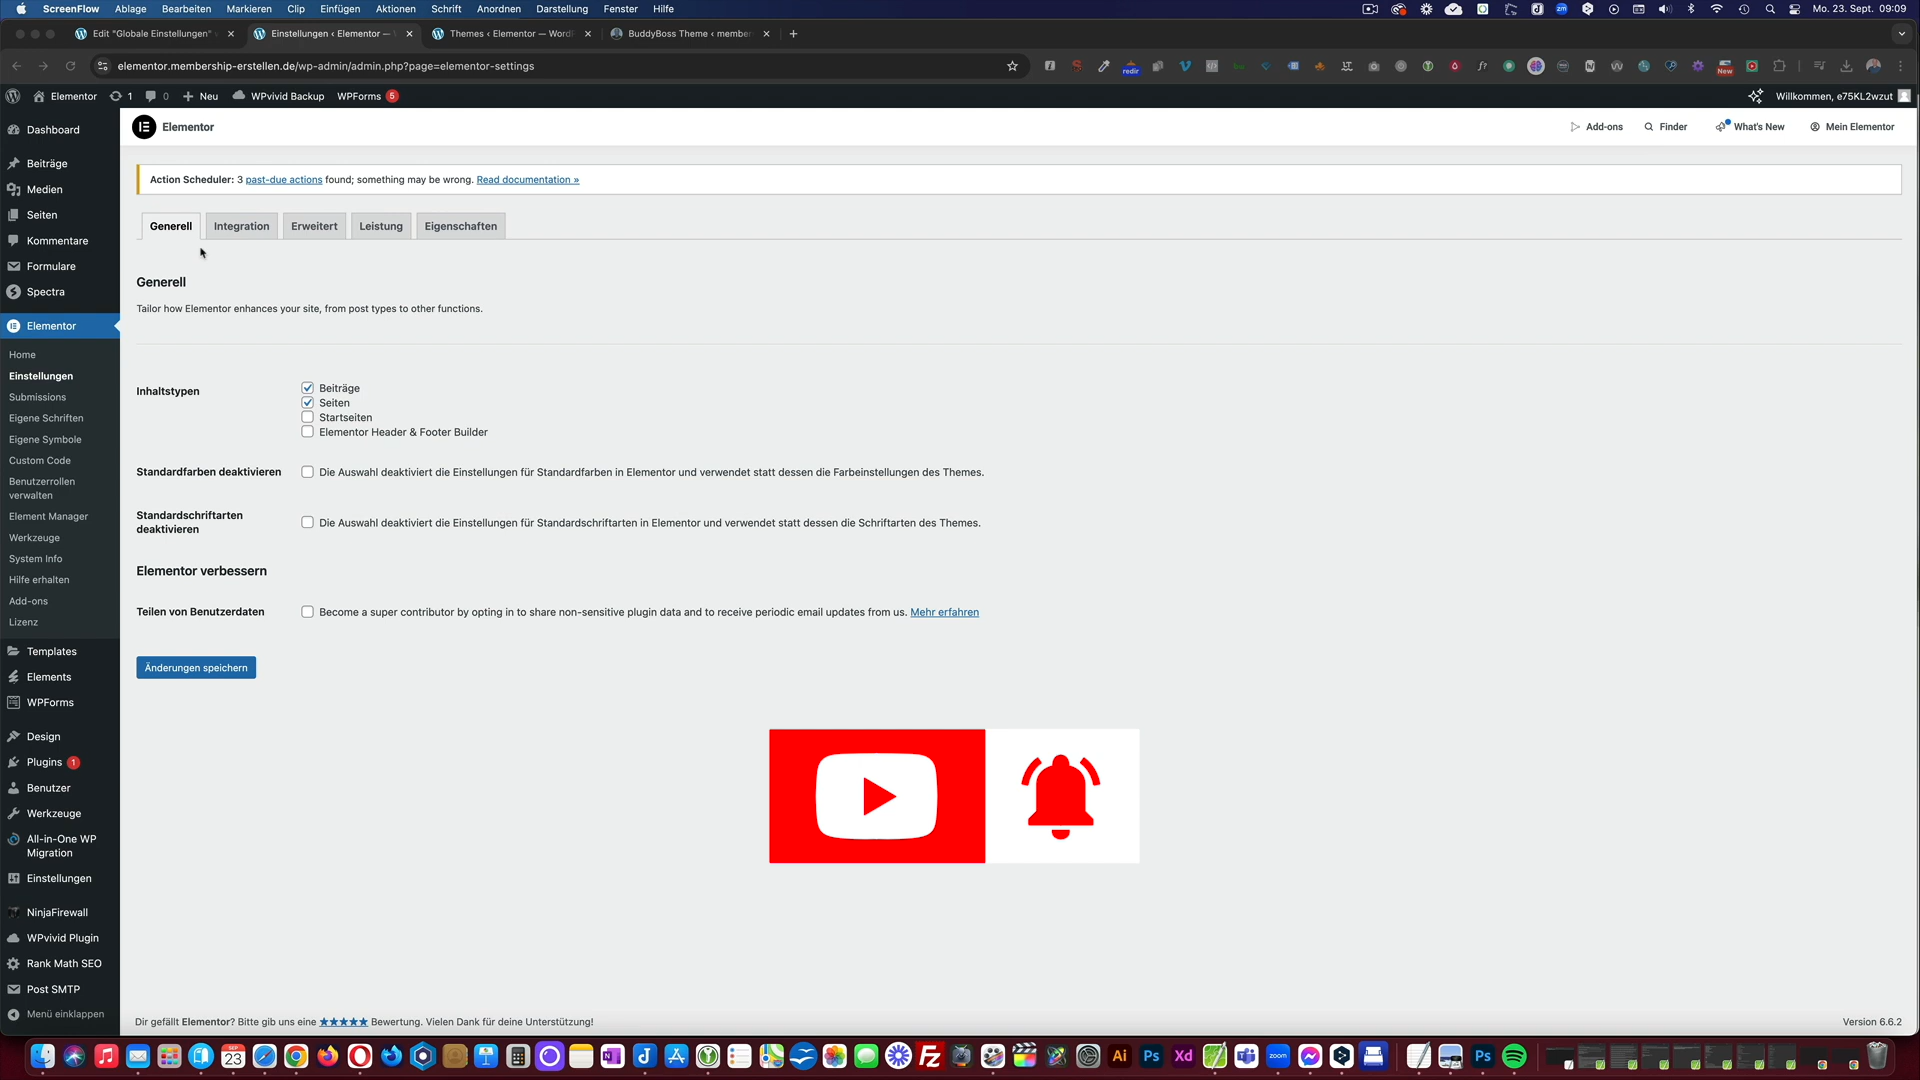 ScreenFlow Ablage Bearbeiten Markieren Clip Einfügen Aktionen Schrift Anordnen Darstellung Fenster Hilfe Mo. 23. Sept. 09:09
Edit "Globale Einstellungen" Einstellungen ‹ Elementor — Themes ‹ Elementor — Word BuddyBoss Theme ‹ member
elementor.membership-erstellen.de/wp-admin/admin.php?page=elementor-settings
Elementor 1 0 Neu WPvivid Backup WPForms 5 Willkommen, e75KL2wzut
Elementor Add-ons Finder What's New Mein Elementor
Action Scheduler: 3 past-due actions found; something may be wrong. Read documentation »
Generell Integration Erweitert Leistung Eigenschaften
Generell
Tailor how Elementor enhances your site, from post types to other functions.
Inhaltstypen
Beiträge
Seiten
Startseiten
Elementor Header & Footer Builder
Standardfarben deaktivieren Die Auswahl deaktiviert die Einstellungen für Standardfarben in Elementor und verwendet statt dessen die Farbeinstellungen des Themes.
Standardschriftarten
deaktivieren
Die Auswahl deaktiviert die Einstellungen für Standardschriftarten in Elementor und verwendet statt dessen die Schriftarten des Themes.
Elementor verbessern
Teilen von Benutzerdaten Become a super contributor by opting in to share non-sensitive plugin data and to receive periodic email updates from us. Mehr erfahren
Änderungen speichern
Dashboard
Beiträge
Medien
Seiten
Kommentare
Formulare
Spectra
Elementor
Home
Einstellungen
Submissions
Eigene Schriften
Eigene Symbole
Custom Code
Benutzerrollen
verwalten
Element Manager
Werkzeuge
System Info
Hilfe erhalten
Add-ons
Lizenz
Templates
Elements
WPForms
Design
Plugins 1
Benutzer
Werkzeuge
All-in-One WP
Migration
Einstellungen
NinjaFirewall
WPvivid Plugin
Rank Math SEO
Post SMTP
Menü einklappen
Dir gefällt Elementor? Bitte gib uns eine ★★★★★ Bewertung. Vielen Dank für deine Unterstützung!
Version 6.6.2